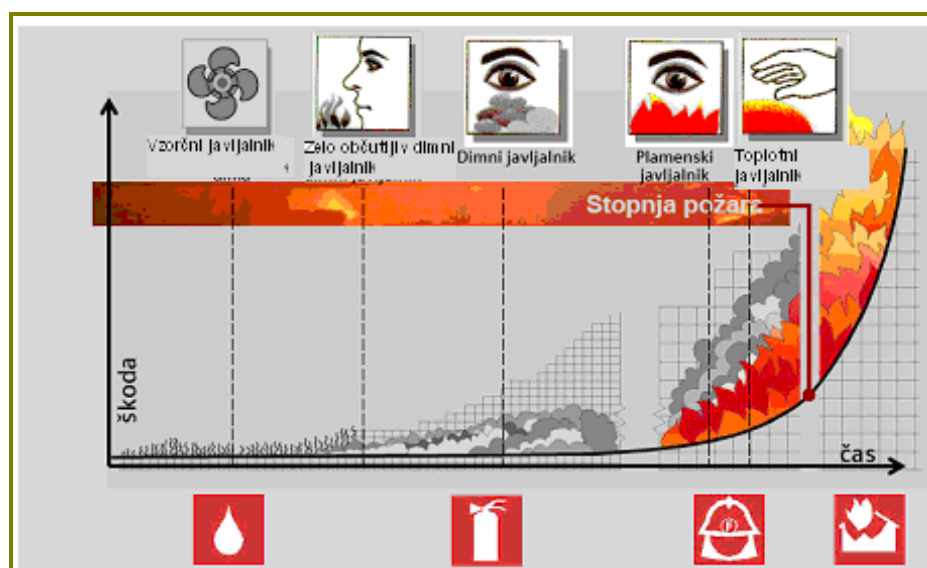 Vzorčni javljalnik
Zelo občutljiv dimni
javljalnik
Dimni javljalnik
Plamenski
javljalnik
Toplotni
javljalnik
Stopnja požara
škoda
čas